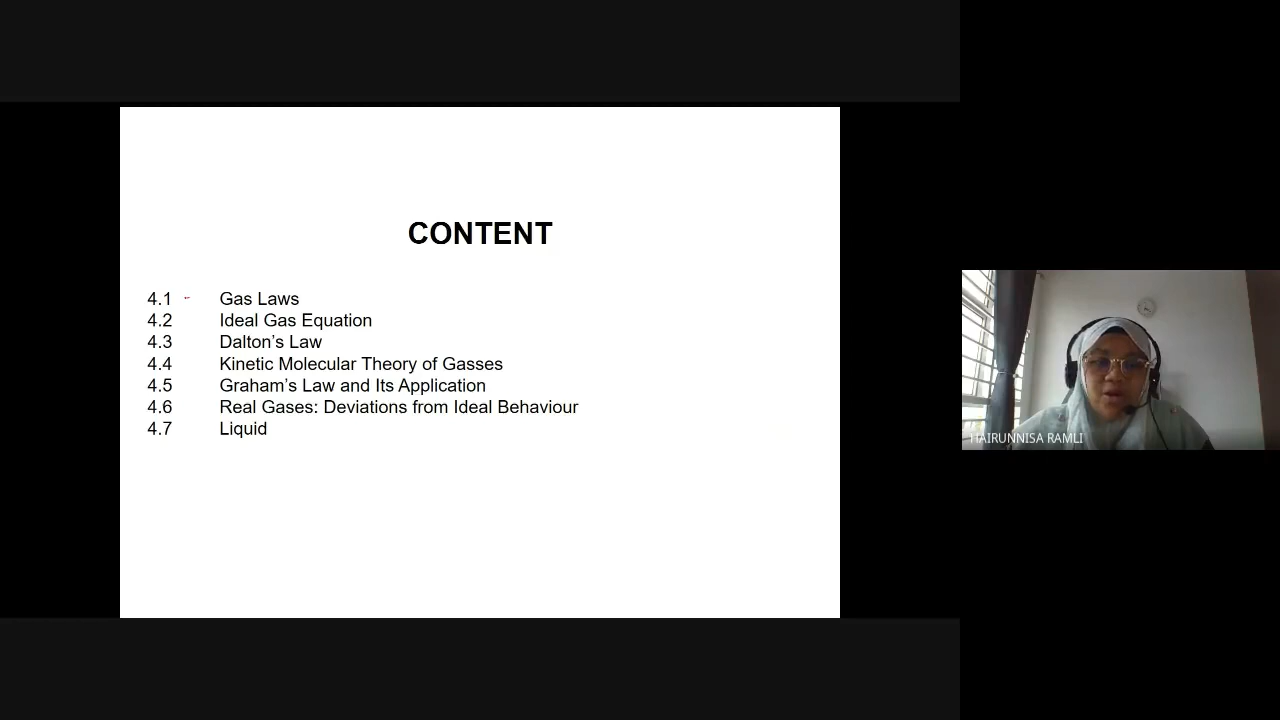 CONTENT
4.1 Gas Laws
4.2 Ideal Gas Equation
4.3 Dalton’s Law
4.4 Kinetic Molecular Theory of Gasses
4.5 Graham’s Law and Its Application
4.6 Real Gases: Deviations from Ideal Behaviour
4.7 Liquid
HAIRUNNISA RAMLI